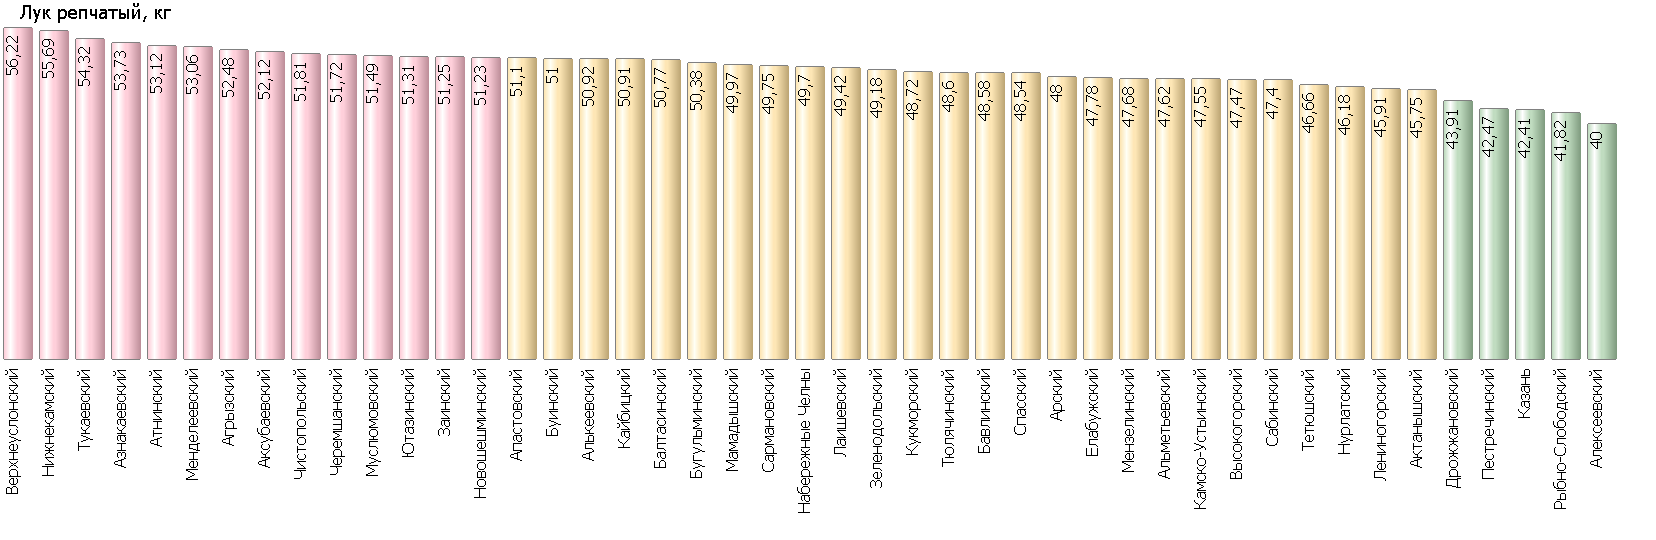 Лук репчатый, кг
56,22
55,69
54,32
53,73
53,12
53,06
52,48
52,12
51,81
51,72
51,49
51,31
51,25
51,23
51,1
51
50,92
50,91
50,77
50,38
49,97
49,75
49,7
49,42
49,18
48,72
48,6
48,58
48,54
48
47,78
47,68
47,62
47,55
47,47
47,4
46,66
46,18
45,91
45,75
43,91
42,47
42,41
41,82
40
Верхнеуслонский
Нижнекамский
Тукаевский
Азнакаевский
Атнинский
Менделеевский
Агрызский
Аксубаевский
Чистопольский
Черемшанский
Муслюмовский
Ютазинский
Заинский
Новошешминский
Апастовский
Буинский
Алькеевский
Кайбицкий
Балтасинский
Бугульминский
Мамадышский
Сармановский
Набережные Челны
Лаишевский
Зеленодольский
Кукморский
Тюлячинский
Бавлинский
Спасский
Арский
Елабужский
Мензелинский
Альметьевский
Камско-Устьинский
Высокогорский
Сабинский
Тетюшский
Нурлатский
Лениногорский
Актанышский
Дрожжановский
Пестречинский
Казань
Рыбно-Слободский
Алексеевский